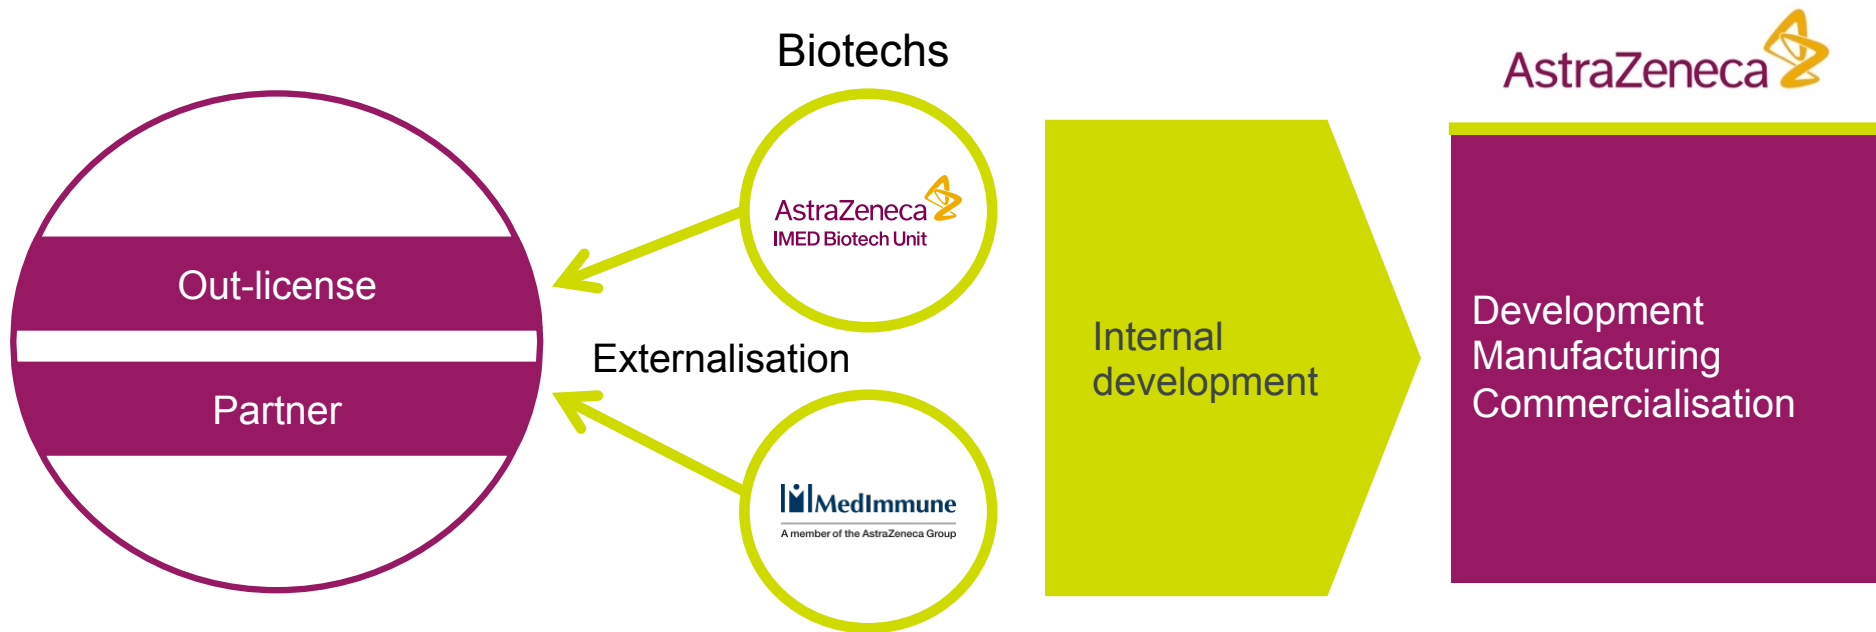 Biotechs
AstraZeneca
Out-license
Partner
AstraZeneca
IMED Biotech Unit
Externalisation
MedImmune
A member of the AstraZeneca Group
Internal
development
Development
Manufacturing
Commercialisation